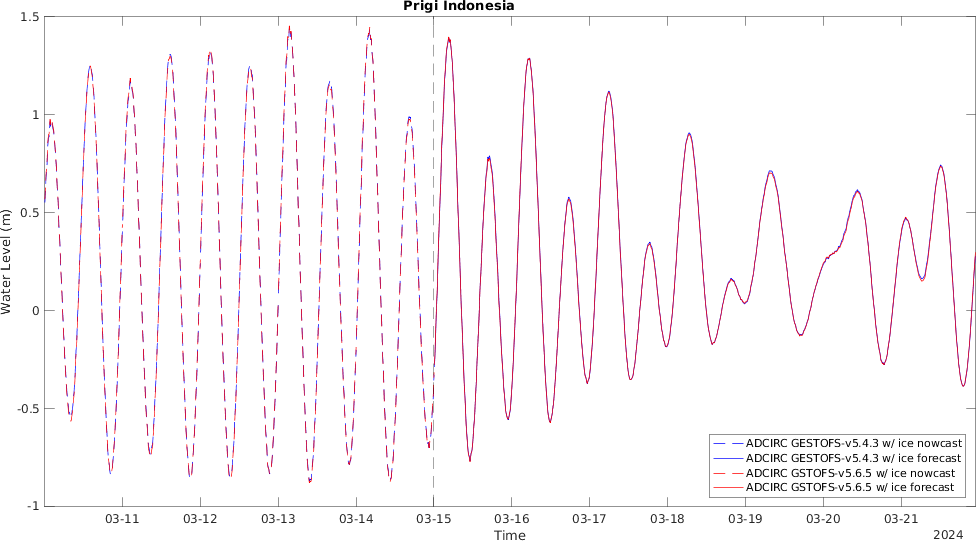 Prigi Indonesia
Water Level (m)
1.5
1
0.5
0
-0.5
-1
ADCIRC GESTOFS-v5.4.3 w/ ice nowcast
ADCIRC GESTOFS-v5.4.3 w/ ice forecast
ADCIRC GSTOFS-v5.6.5 w/ ice nowcast
ADCIRC GSTOFS-v5.6.5 w/ ice forecast
03-11 03-12 03-13 03-14 03-15 03-16 03-17 03-18 03-19 03-20 03-21
Time
2024